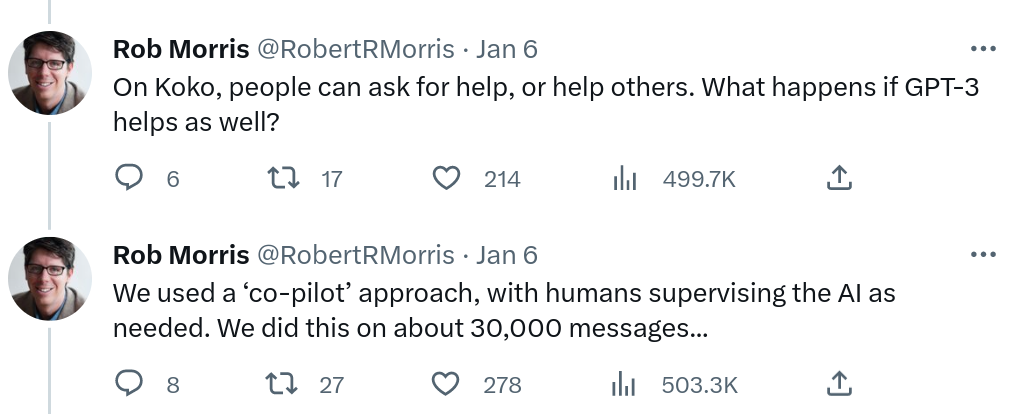 Rob Morris @RobertRMorris · Jan 6
On Koko, people can ask for help, or help others. What happens if GPT-3
helps as well?
6 17 214 499.7K
Rob Morris @RobertRMorris · Jan 6
We used a ‘co-pilot’ approach, with humans supervising the AI as
needed. We did this on about 30,000 messages...
8 27 278 503.3K